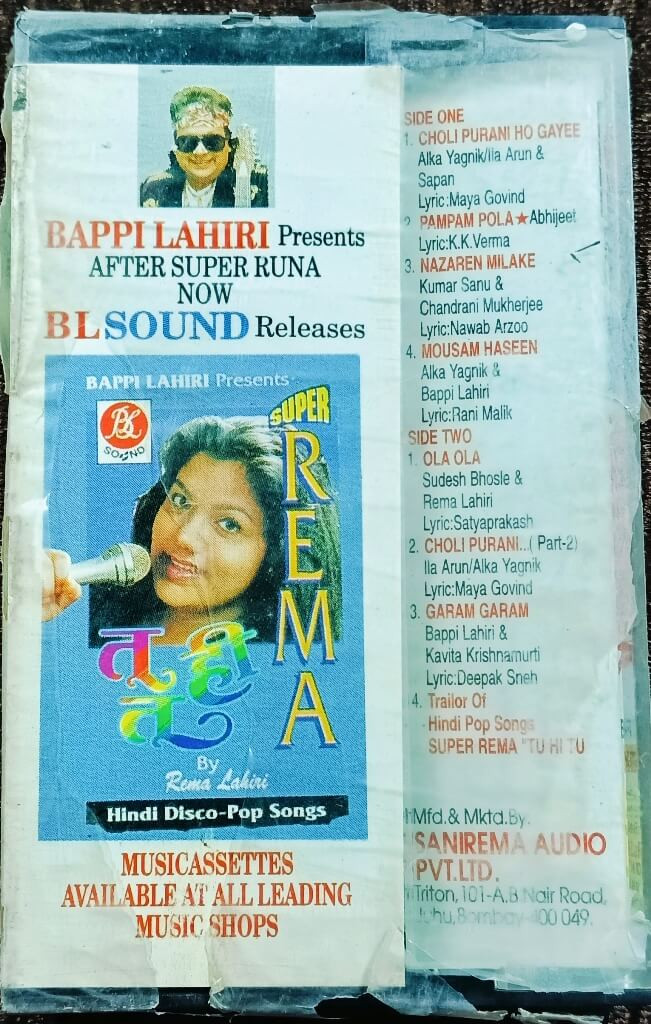 BAPPI LAHIRI Presents
AFTER SUPER RUNA
NOW
BL SOUND Releases
BAPPI LAHIRI Presents
BL
SOUND
SUPER
REMA
तू ही
तू
By
Rema Lahiri
Hindi Disco-Pop Songs
MUSICASSETTES
AVAILABLE AT ALL LEADING
MUSIC SHOPS
SIDE ONE
1. CHOLI PURANI HO GAYEE
Alka Yagnik/Ila Arun &
Sapan
Lyric:Maya Govind
2. PAMPAM POLA★Abhijeet
Lyric:K.K.Verma
3. NAZAREN MILAKE
Kumar Sanu &
Chandrani Mukherjee
Lyric:Nawab Arzoo
4. MOUSAM HASEEN
Alka Yagnik &
Bappi Lahiri
Lyric:Rani Malik
SIDE TWO
1. OLA OLA
Sudesh Bhosle &
Rema Lahiri
Lyric:Satyaprakash
2. CHOLI PURANI...( Part-2)
Ila Arun/Alka Yagnik
Lyric:Maya Govind
3. GARAM GARAM
Bappi Lahiri &
Kavita Krishnamurti
Lyric:Deepak Sneh
4. Trailor Of
Hindi Pop Songs
SUPER REMA "TU HI TU
Mfd.& Mktd.By:
SANIREMA AUDIO
PVT.LTD.
Triton,101-A.B.Nair Road,
Juhu,Bombay-400 049.